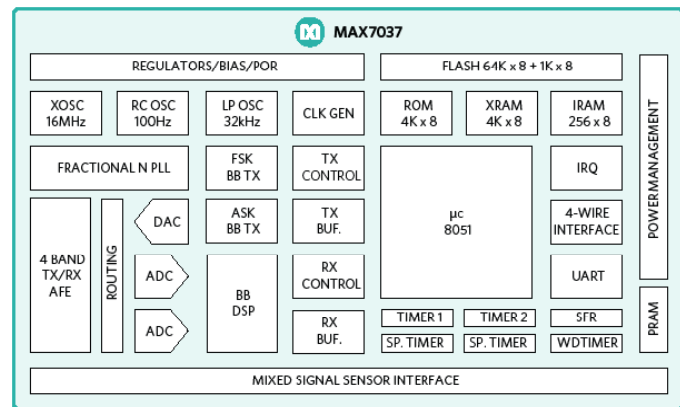 MAX7037
REGULATORS/BIAS/POR
FLASH 64K x 8 + 1K x 8
XOSC
16MHz
RC OSC
100Hz
LP OSC
32kHz
CLK GEN
ROM
4K x 8
XRAM
4K x 8
IRAM
256 x 8
POWERMANAGEMENT
FRACTIONAL N PLL
FSK
BB TX
TX
CONTROL
µc
8051
IRQ
4 BAND
TX/RX
AFE
ROUTING
DAC
ASK
BB TX
TX
BUF.
4-WIRE
INTERFACE
ADC
BB
DSP
RX
CONTROL
UART
ADC
RX
BUF.
TIMER 1
TIMER 2
SFR
PRAM
SP. TIMER
SP. TIMER
WDTIMER
MIXED SIGNAL SENSOR INTERFACE